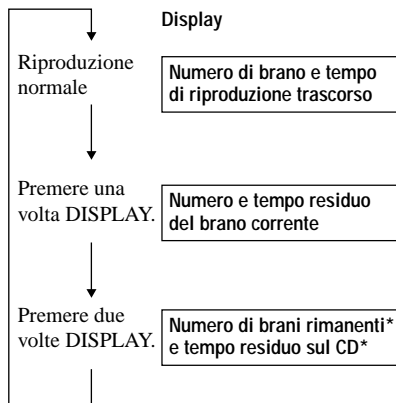 Display
Riproduzione
normale
Numero di brano e tempo
di riproduzione trascorso
Premere una
volta DISPLAY.
Numero e tempo residuo
del brano corrente
Premere due
volte DISPLAY.
Numero di brani rimanenti*
e tempo residuo sul CD*